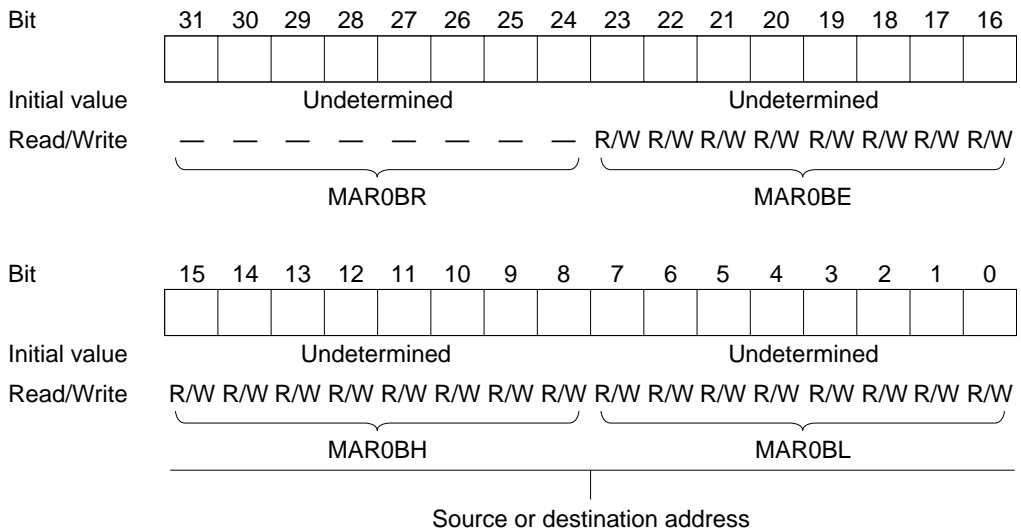 Bit 31 30 29 28 27 26 25 24 23 22 21 20 19 18 17 16
Initial value Undetermined Undetermined
Read/Write — — — — — — — — R/W R/W R/W R/W R/W R/W R/W R/W
MAR0BR MAR0BE
Bit 15 14 13 12 11 10 9 8 7 6 5 4 3 2 1 0
Initial value Undetermined Undetermined
Read/Write R/W R/W R/W R/W R/W R/W R/W R/W R/W R/W R/W R/W R/W R/W R/W R/W
MAR0BH MAR0BL
Source or destination address